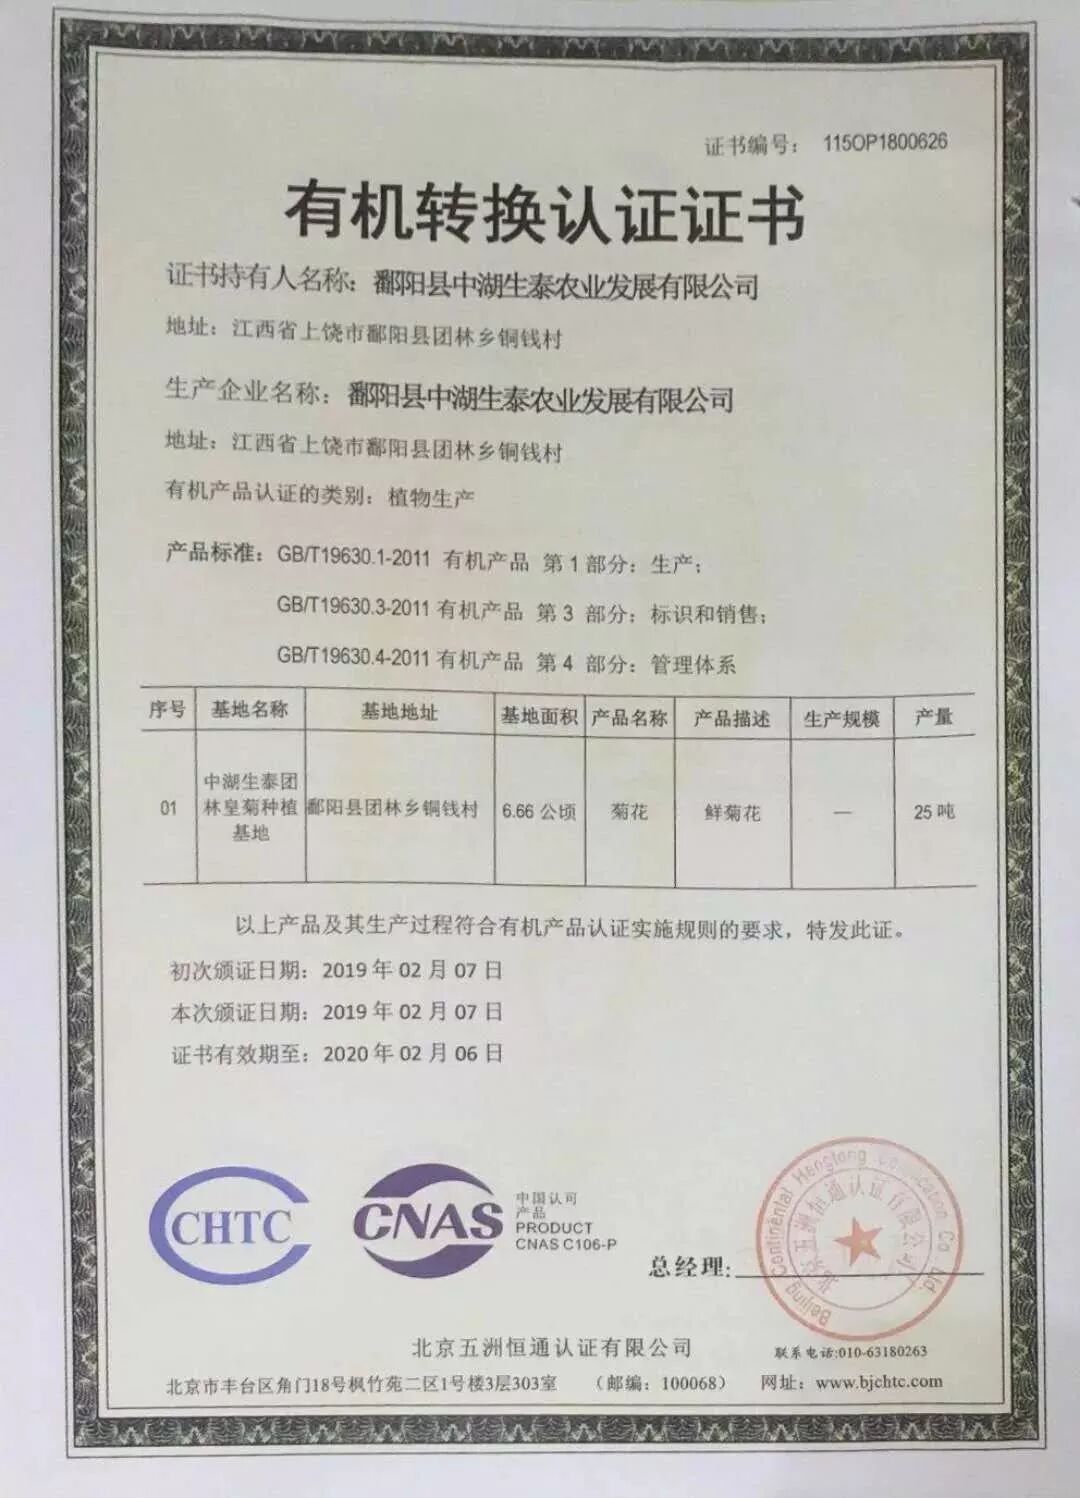 证书编号： 115OP1800626
有机转换认证证书
证书持有人名称：鄱阳县中湖生泰农业发展有限公司
地址：江西省上饶市鄱阳县团林乡铜钱村
生产企业名称：鄱阳县中湖生泰农业发展有限公司
地址：江西省上饶市鄱阳县团林乡铜钱村
有机产品认证的类别：植物生产
产品标准：GB/T19630.1-2011 有机产品 第 1 部分：生产；
GB/T19630.3-2011 有机产品 第 3 部分：标识和销售；
GB/T19630.4-2011 有机产品 第 4 部分：管理体系
序号 基地名称 基地地址 基地面积 产品名称 产品描述 生产规模 产量
01 中湖生泰团林皇菊种植基地 鄱阳县团林乡铜钱村 6.66 公顷 菊花 鲜菊花 — 25 吨
以上产品及其生产过程符合有机产品认证实施规则的要求，特发此证。
初次颁证日期：2019 年 02 月 07 日
本次颁证日期：2019 年 02 月 07 日
证书有效期至：2020 年 02 月 06 日
CHTC
CNAS
中国认可
产品
PRODUCT
CNAS C106-P
总经理:
Beijing Continental Hengtong Certification Co.,Ltd.
北京五洲恒通认证有限公司
北京五洲恒通认证有限公司
联系电话:010-63180263
北京市丰台区角门18号枫竹苑二区1号楼3层303室 （邮编：100068） 网址：www.bjchtc.com